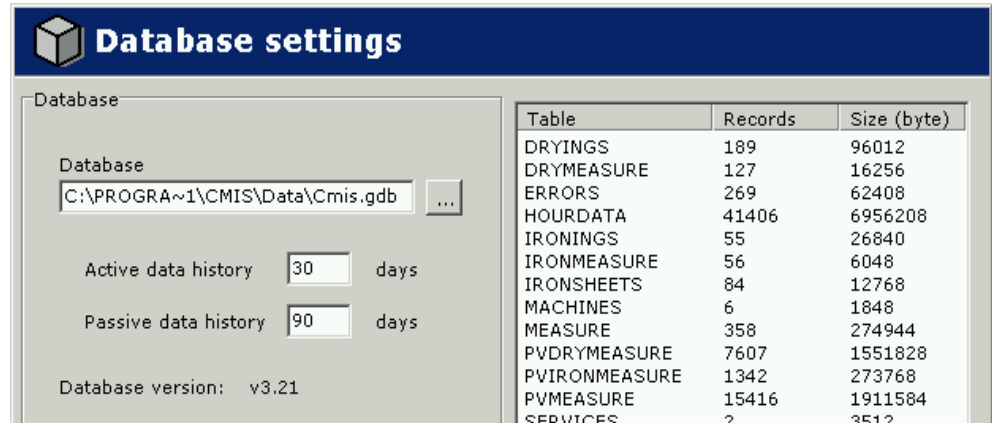 Database settings
Database
Database
C:\PROGRA~1\CMIS\Data\Cmis.gdb ...
Active data history 30 days
Passive data history 90 days
Database version: v3.21
Table Records Size (byte)
DRYINGS 189 96012
DRYMEASURE 127 16256
ERRORS 269 62408
HOURDATA 41406 6956208
IRONINGS 55 26840
IRONMEASURE 56 6048
IRONSHEETS 84 12768
MACHINES 6 1848
MEASURE 358 274944
PVDRYMEASURE 7607 1551828
PVIRONMEASURE 1342 273768
PVMEASURE 15416 1911584
SERVICES 2 3512